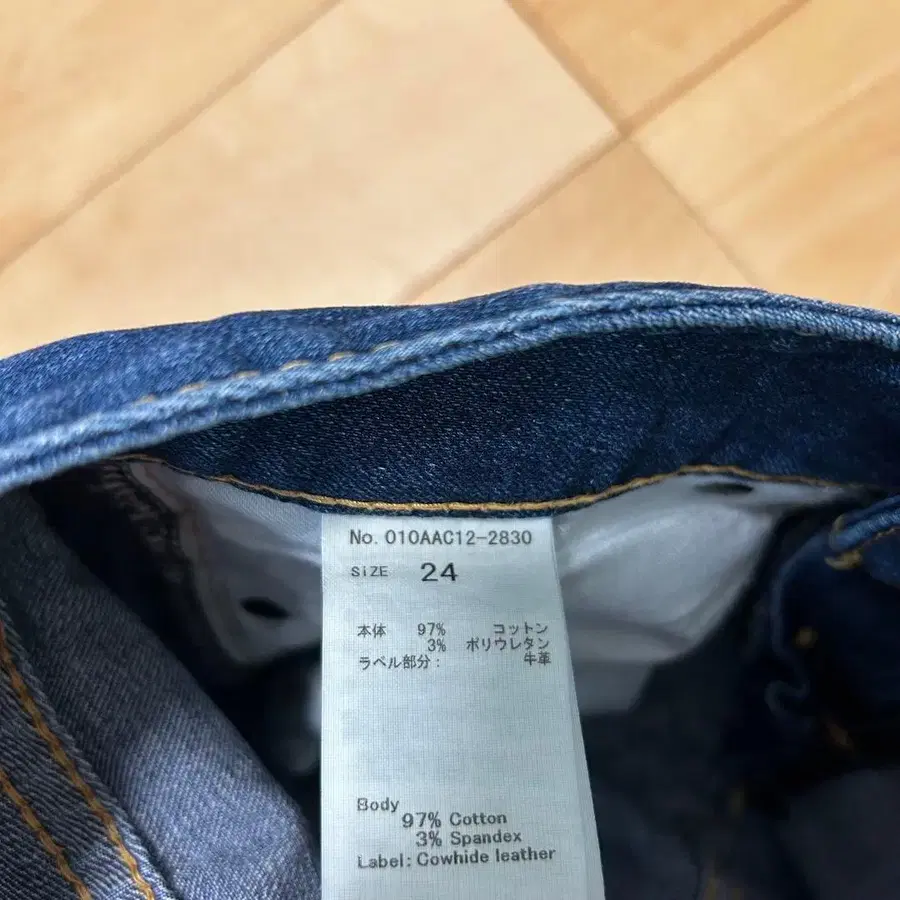 No. 010AAC12-2830
SIZE 24
本体 97% コットン
3% ポリウレタン
ラベル部分: 牛革
Body
97% Cotton
3% Spandex
Label: Cowhide leather